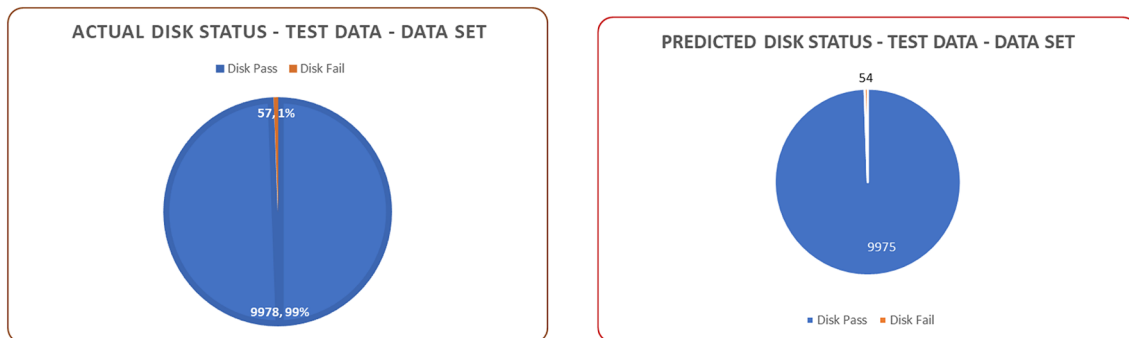 ACTUAL DISK STATUS - TEST DATA - DATA SET
Disk Pass Disk Fail
57, 1%
9978, 99%
PREDICTED DISK STATUS - TEST DATA - DATA SET
54
9975
Disk Pass Disk Fail